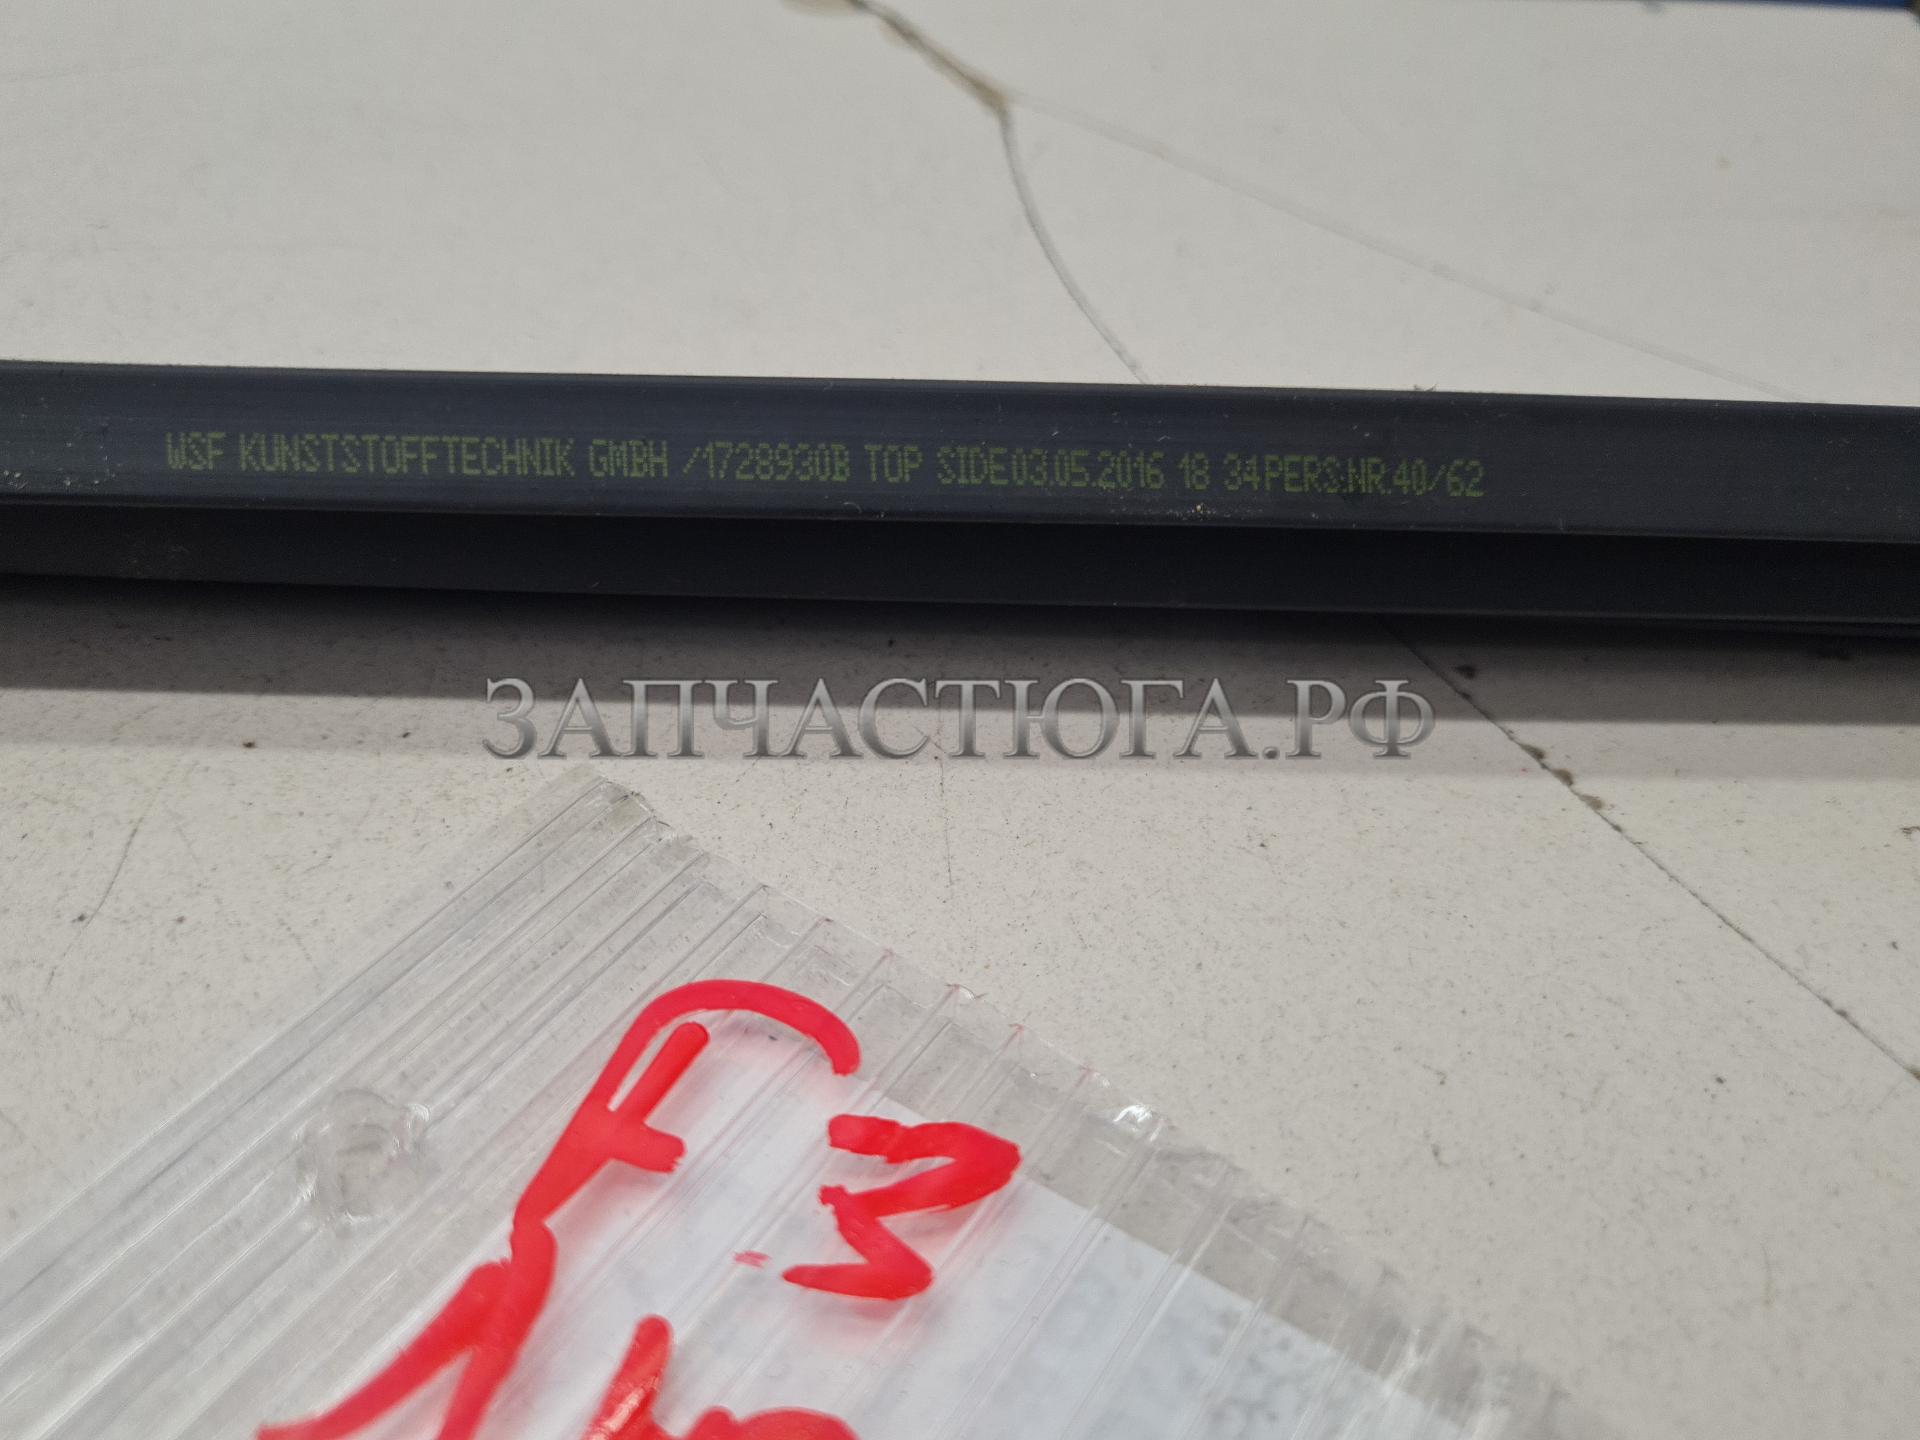 WSF KUNSTSTOFFTECHNIK GMBH /1728930B TOP SIDE03.05.2016 18 34PERS:NR.40/62
ЗАПЧАСТЮГА.РФ